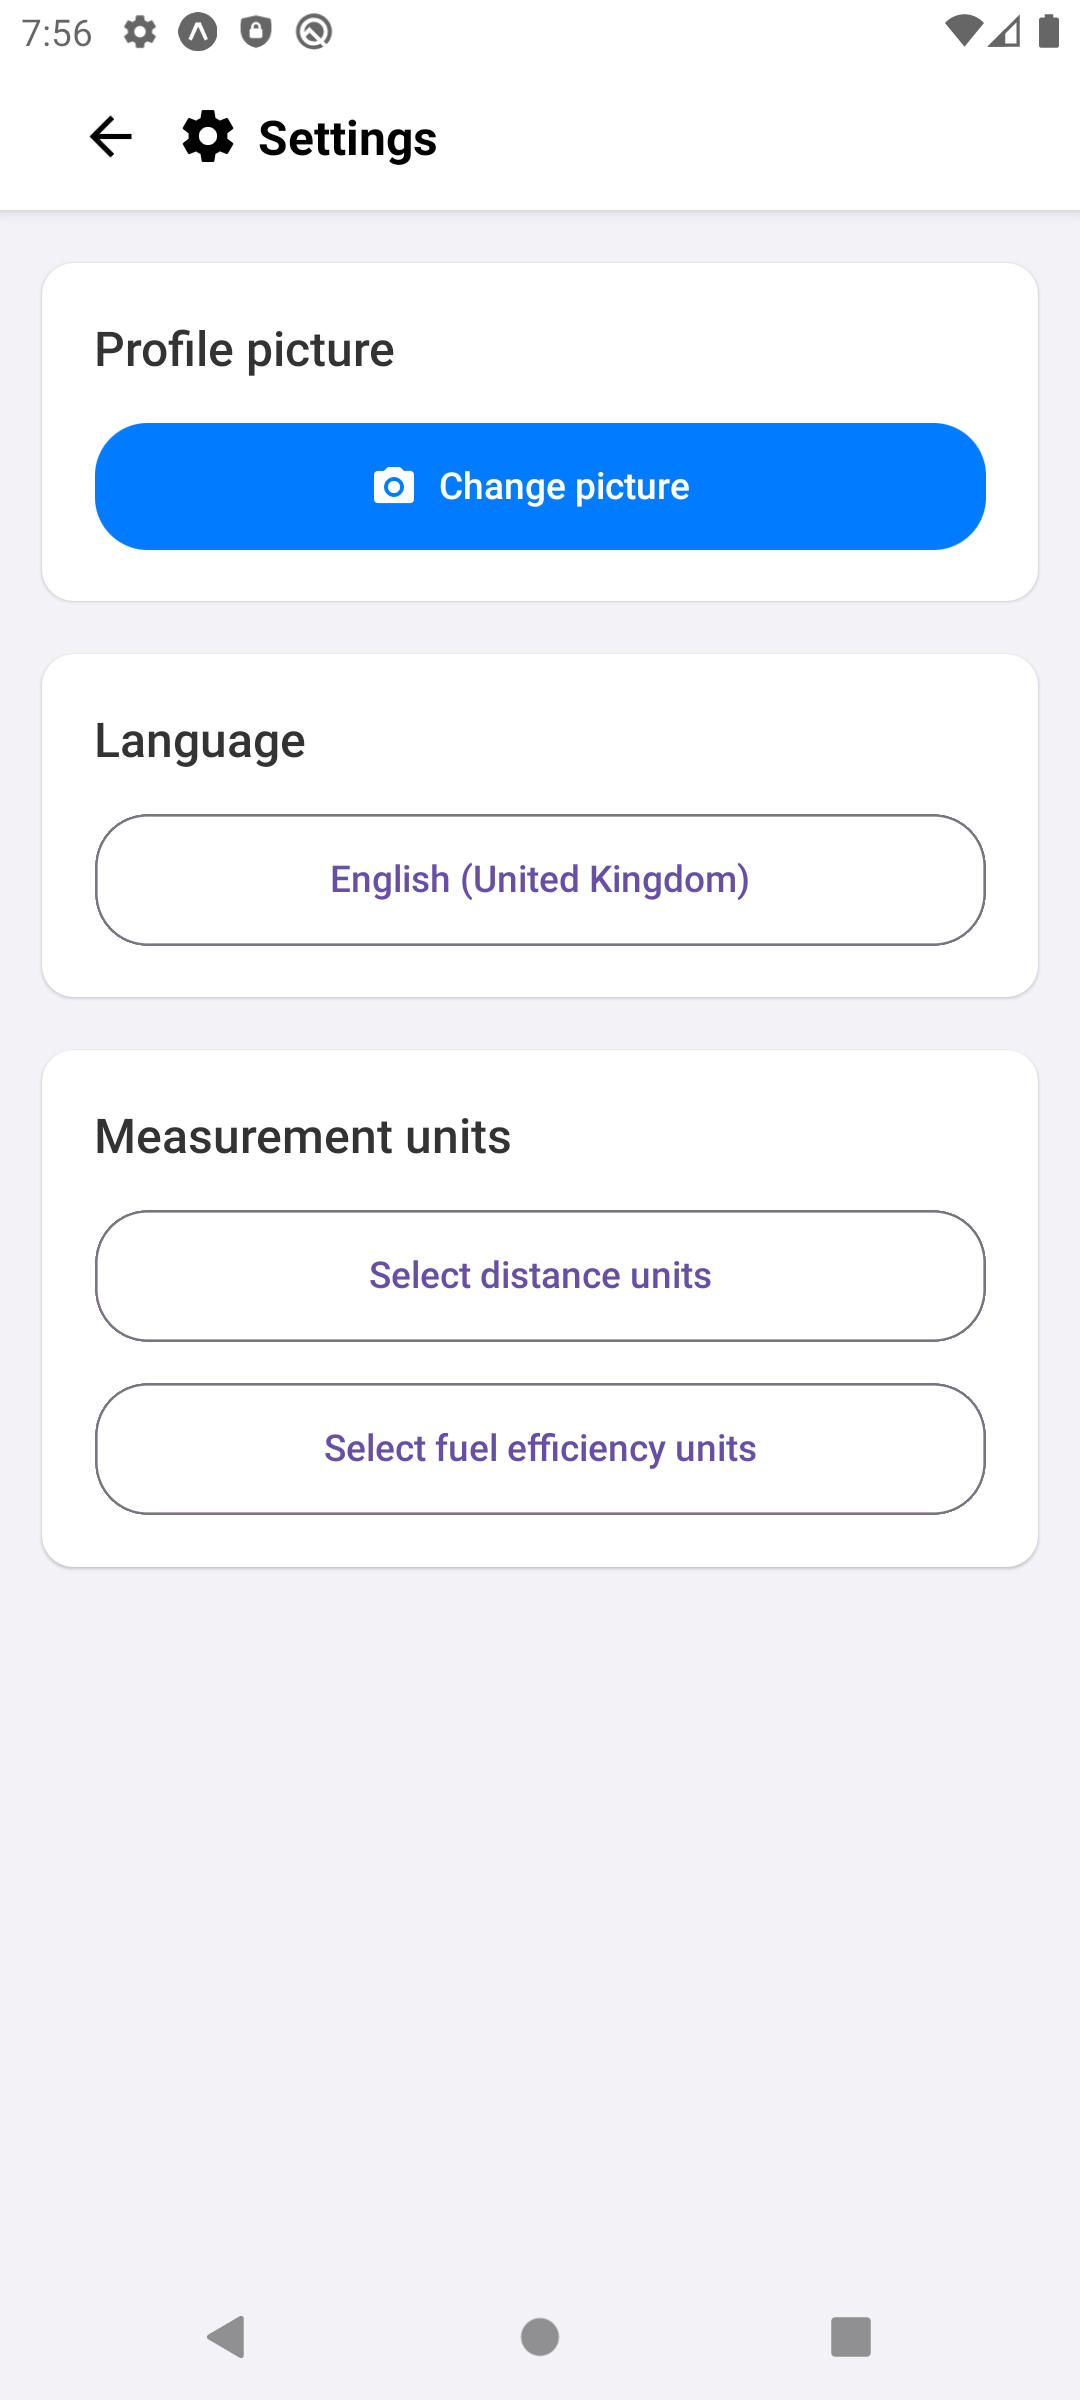 7:56
Settings
Profile picture
Change picture
Language
English (United Kingdom)
Measurement units
Select distance units
Select fuel efficiency units